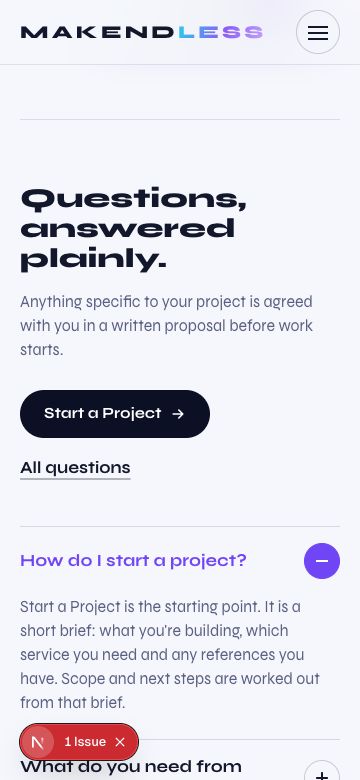 MAKENDLESS
Questions,
answered
plainly.
Anything specific to your project is agreed
with you in a written proposal before work
starts.
Start a Project →
All questions
How do I start a project?
Start a Project is the starting point. It is a
short brief: what you're building, which
service you need and any references you
have. Scope and next steps are worked out
from that brief.
N 1 Issue
What do you need from